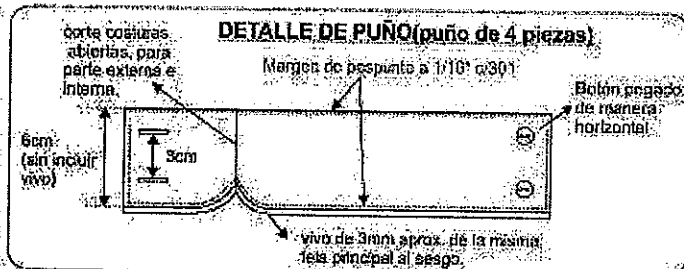 DETALLE DE PUÑO(puño de 4 piezas)
corte costuras
abiertas, para
parte externa e
interna.
Margen de pespunte a 1/16" c/301
Botón pegado
de manera
horizontal
6cm
(sin incluir
vivo)
3cm
vivo de 3mm aprox. de la misma
tela principal al sesgo.